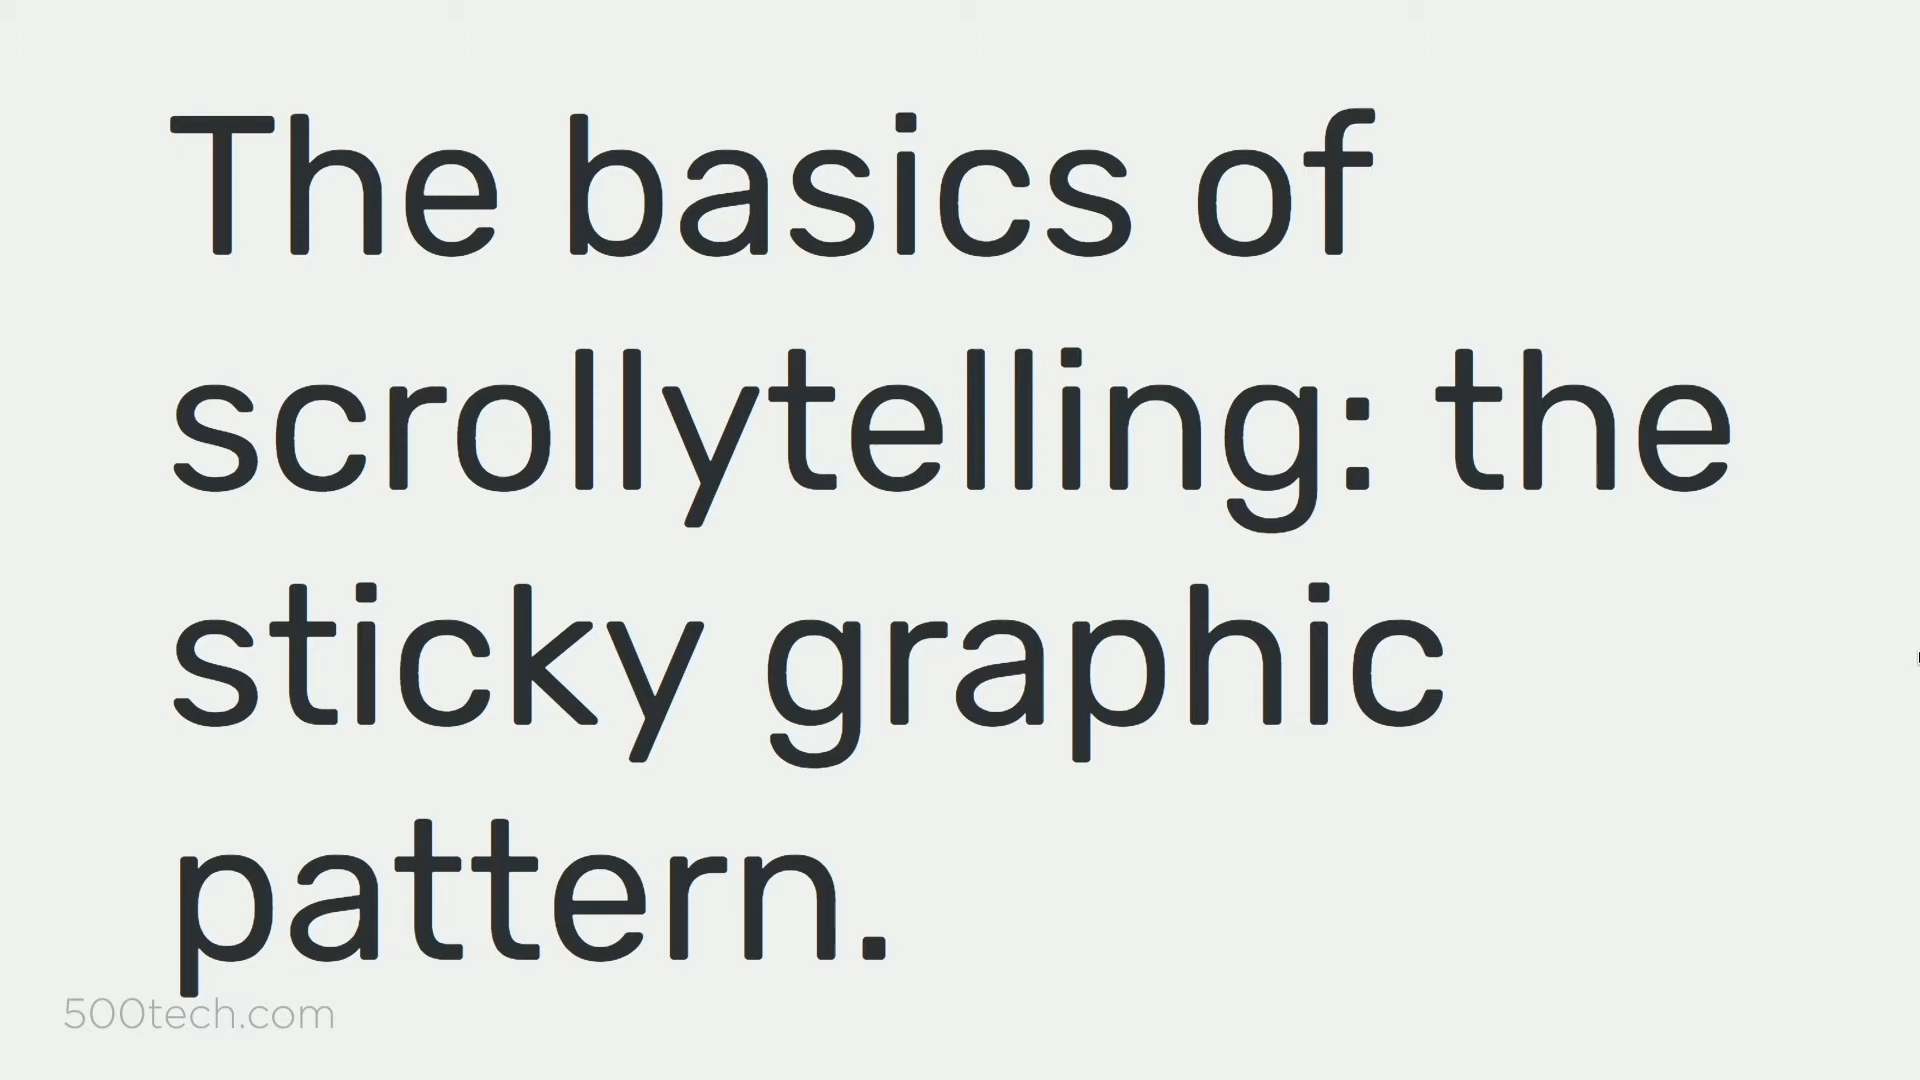 The basics of
scrollytelling: the
sticky graphic
pattern.
500tech.com